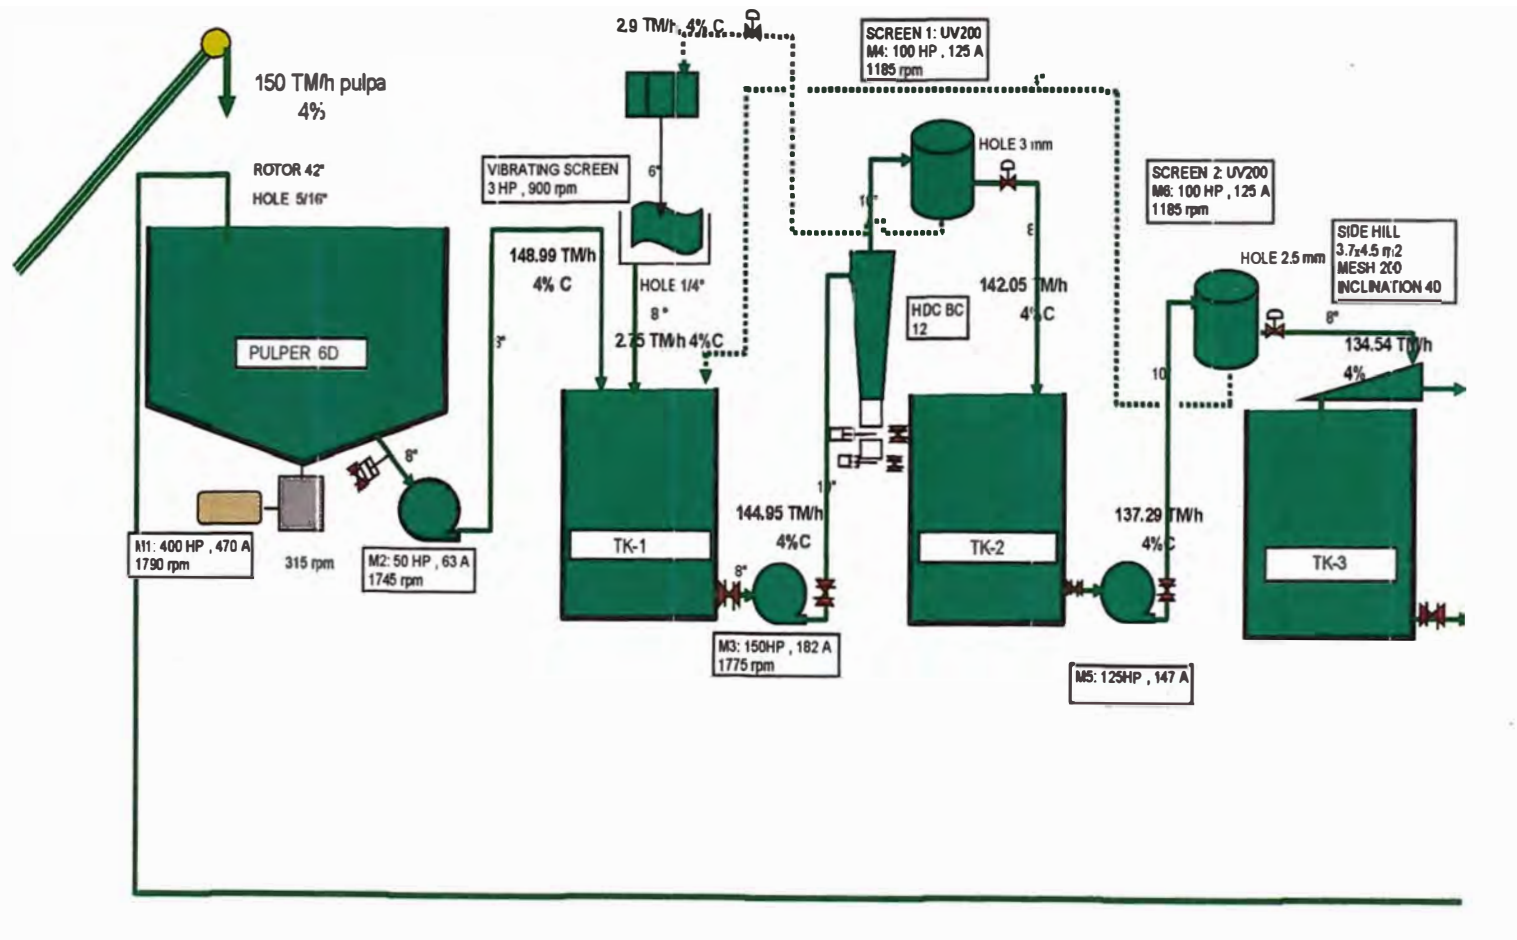 2.9 TM/h, 4% C
150 TM/h pulpa
4%
SCREEN 1: UV200
M4: 100 HP , 125 A
1185 rpm
ROTOR 42"
HOLE 5/16"
VIBRATING SCREEN
3 HP , 900 rpm
6"
HOLE 3 mm
SCREEN 2: UV200
M6: 100 HP , 125 A
1185 rpm
148.99 TM/h
4% C
HOLE 1/4"
8"
2.75 TM/h 4%C
8
142.05 TM/h
4%C
HDC BC
12
HOLE 2.5 mm
SIDE HILL
3.7x4.5 m2
MESH 200
INCLINATION 40
8"
134.54 TM/h
4%
10
PULPER 6D
8"
M1: 400 HP , 470 A
1790 rpm
315 rpm
M2: 50 HP , 63 A
1745 rpm
TK-1
8"
144.95 TM/h
4%C
M3: 150HP , 182 A
1775 rpm
TK-2
137.29 TM/h
4%C
M5: 125HP , 147 A
TK-3